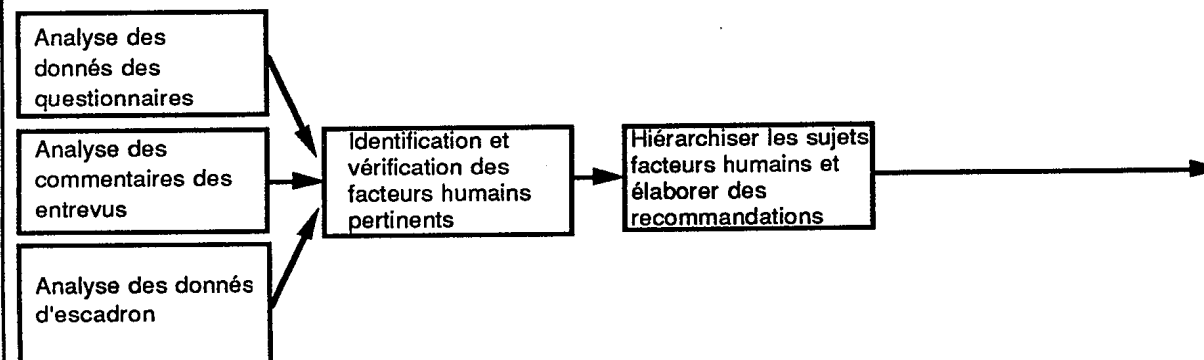 Analyse des
donnés des
questionnaires
Analyse des
commentaires des
entrevus
Analyse des donnés
d'escadron
Identification et
vérification des
facteurs humains
pertinents
Hiérarchiser les sujets
facteurs humains et
élaborer des
recommandations